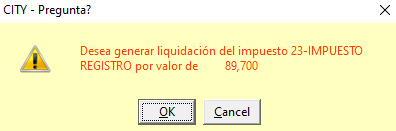 CITY - Pregunta?
Desea generar liquidación del impuesto 23-IMPUESTO
REGISTRO por valor de 89,700
OK Cancel